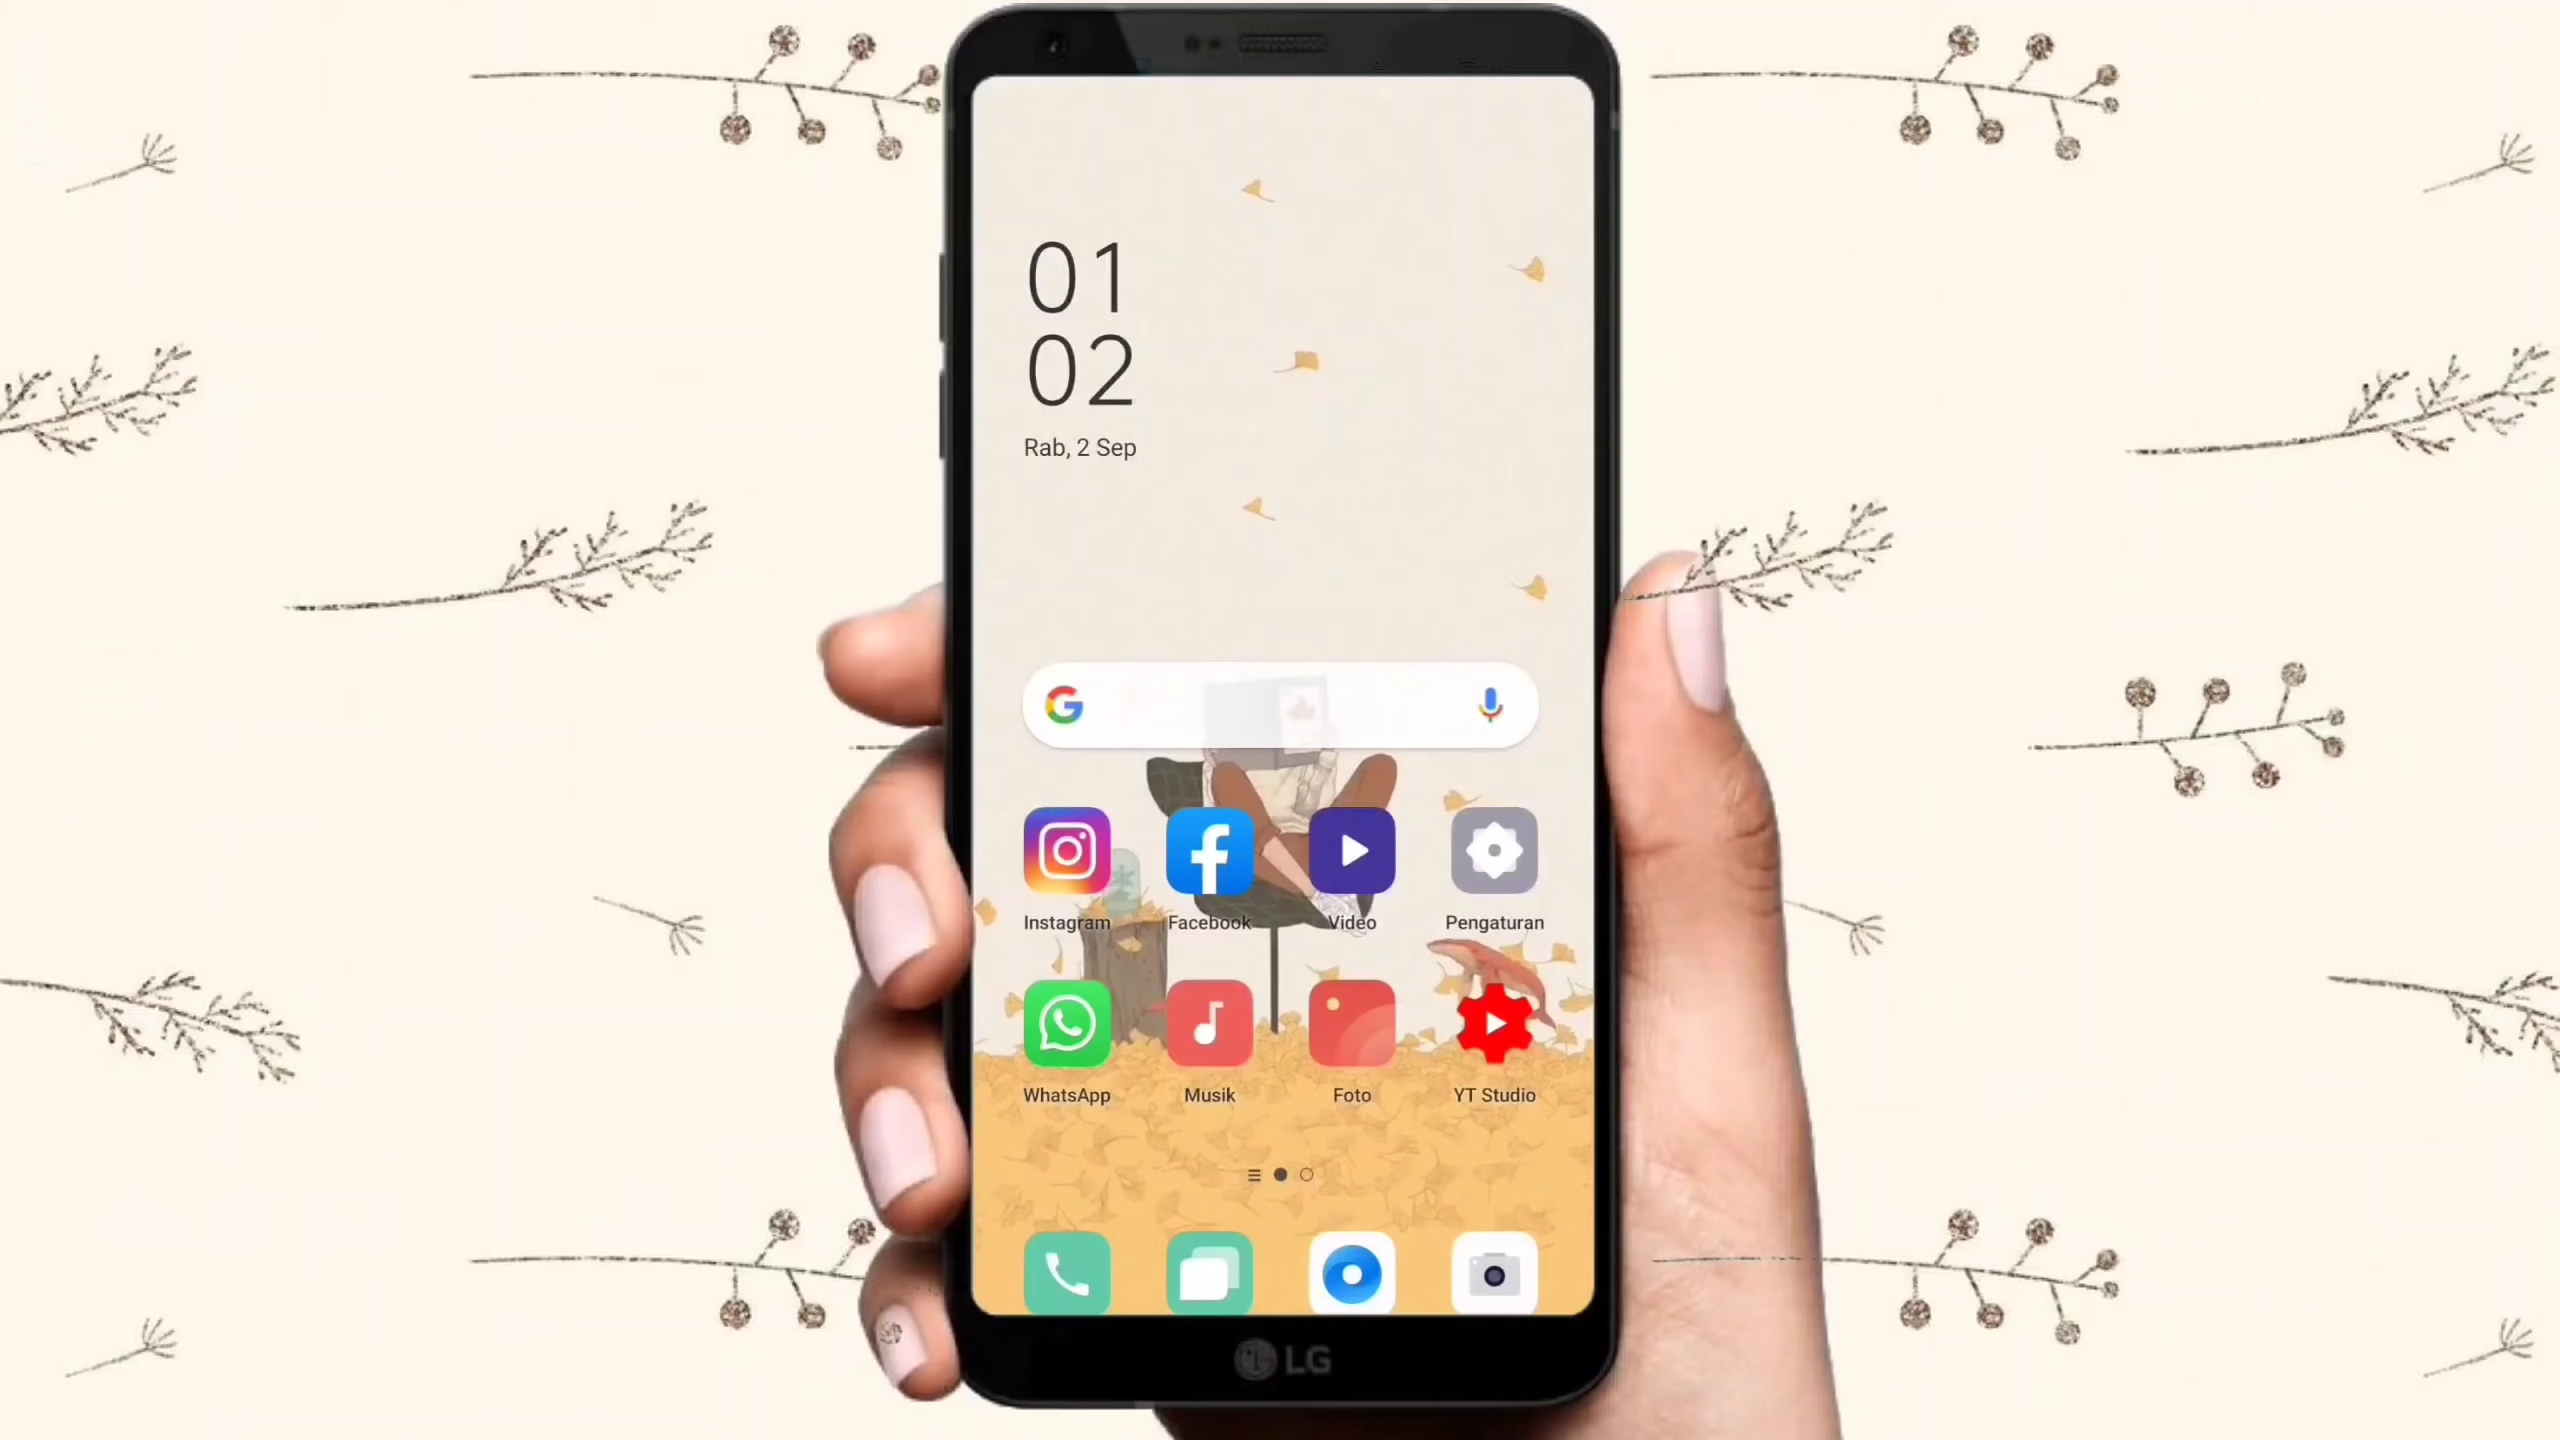 01
02
Rab, 2 Sep
Instagram Facebook Video Pengaturan
WhatsApp Musik Foto YT Studio
LG